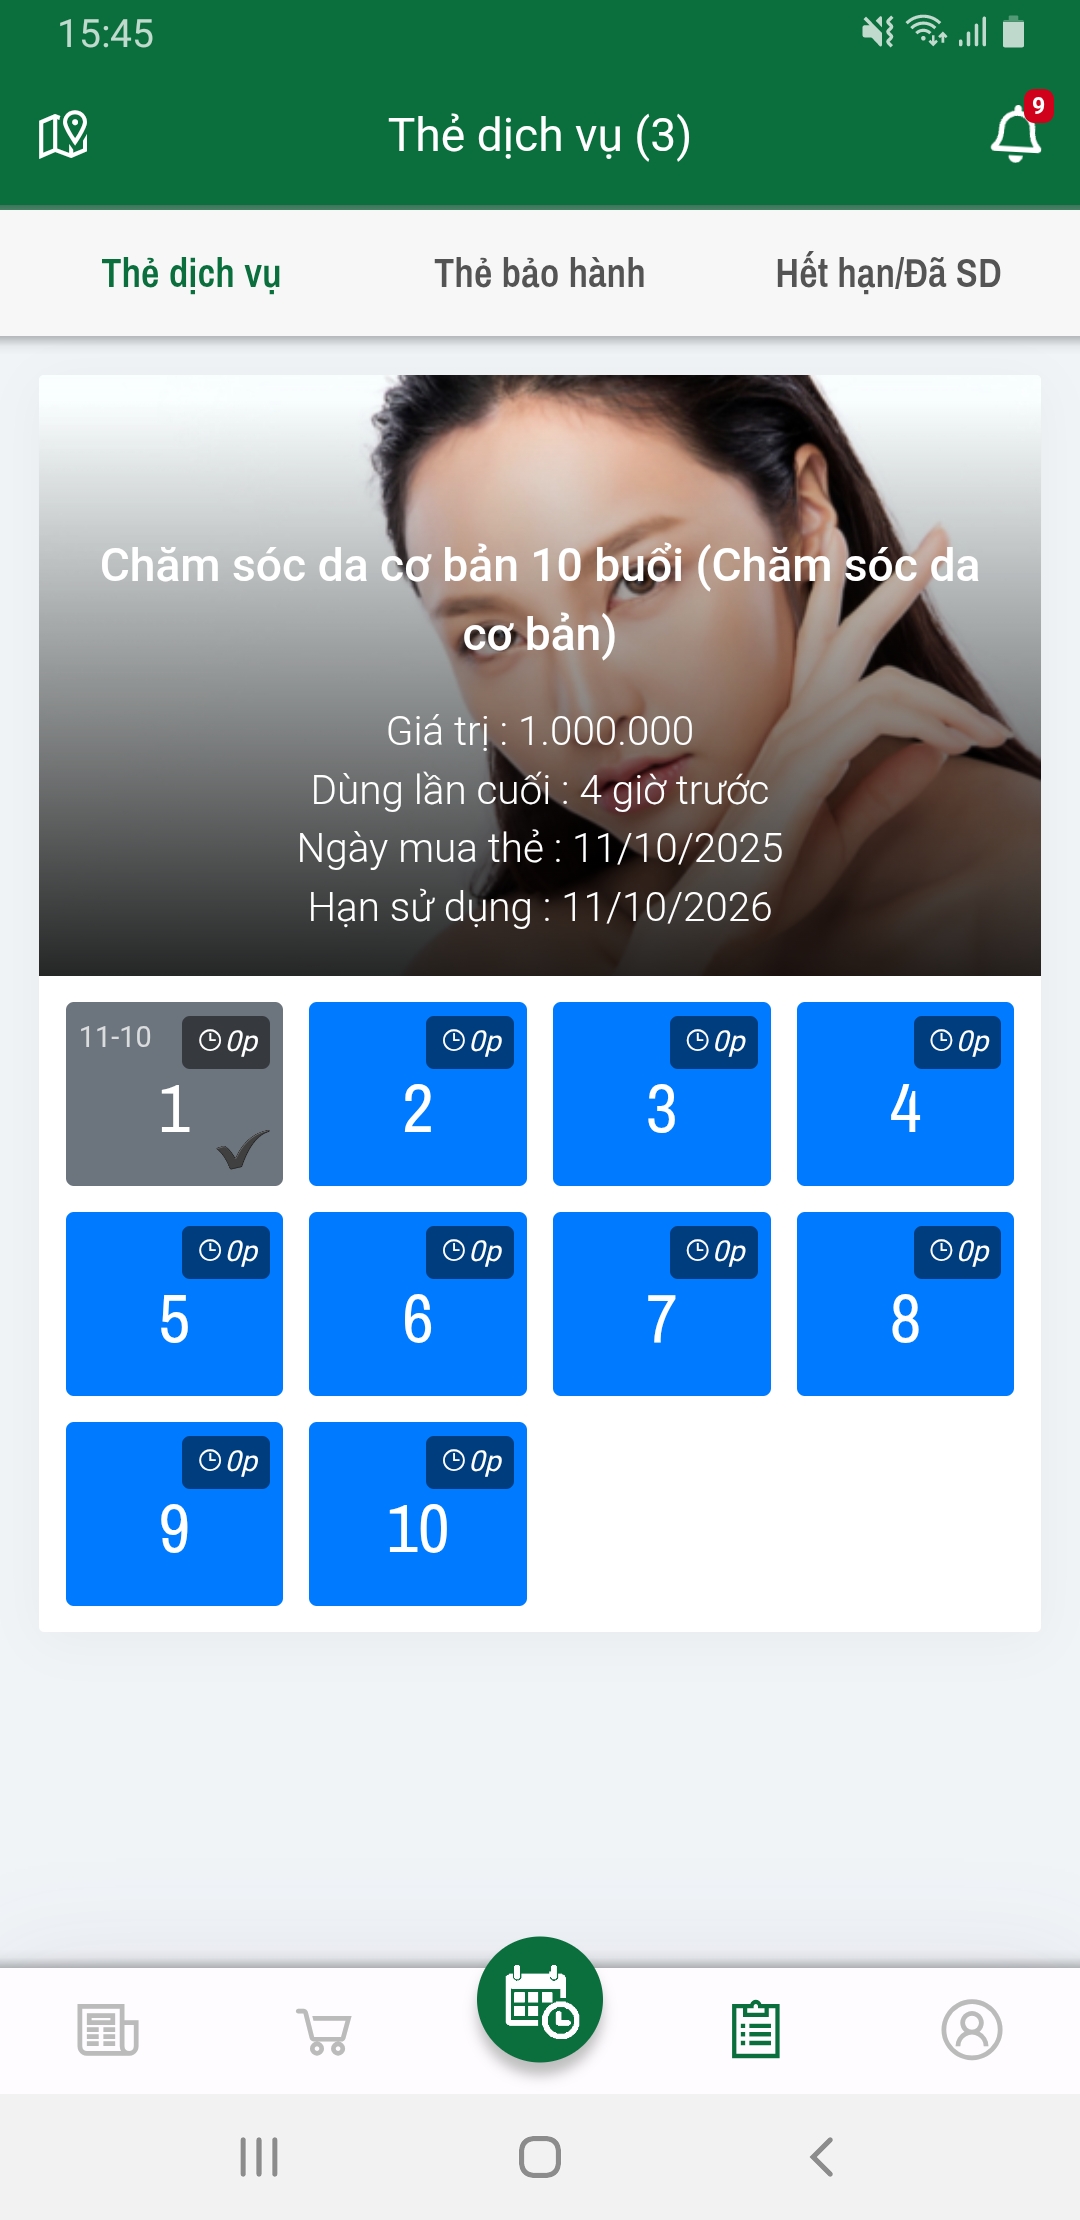 15:45
Thẻ dịch vụ (3)
9
Thẻ dịch vụ
Thẻ bảo hành
Hết hạn/Đã SD
Chăm sóc da cơ bản 10 buổi (Chăm sóc da
cơ bản)
Giá trị : 1.000.000
Dùng lần cuối : 4 giờ trước
Ngày mua thẻ : 11/10/2025
Hạn sử dụng : 11/10/2026
11-10
0p
1
0p
2
0p
3
0p
4
0p
5
0p
6
0p
7
0p
8
0p
9
0p
10